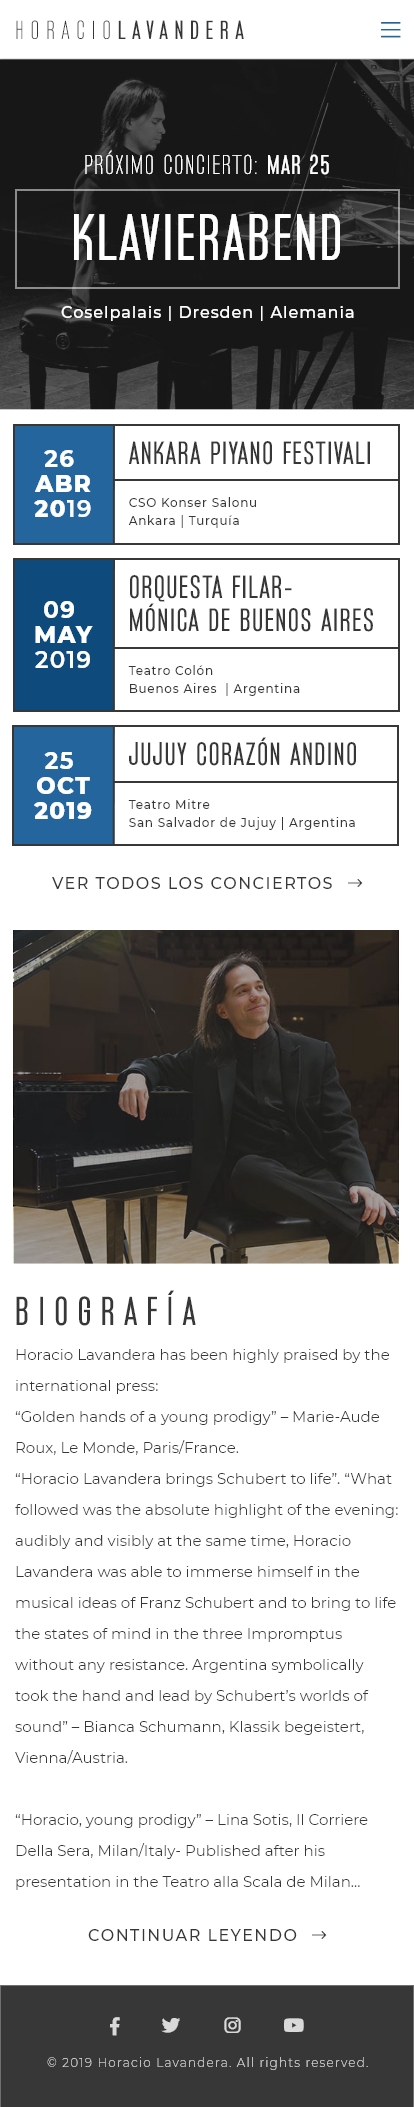 HORACIOLAVANDERA
PRÓXIMO CONCIERTO: MAR 25
KLAVIERABEND
Coselpalais | Dresden | Alemania
26
ABR
2019
ANKARA PIYANO FESTIVALI
CSO Konser Salonu
Ankara | Turquía
09
MAY
2019
ORQUESTA FILAR-
MÓNICA DE BUENOS AIRES
Teatro Colón
Buenos Aires | Argentina
25
OCT
2019
JUJUY CORAZÓN ANDINO
Teatro Mitre
San Salvador de Jujuy | Argentina
VER TODOS LOS CONCIERTOS →
BIOGRAFÍA
Horacio Lavandera has been highly praised by the
international press:
“Golden hands of a young prodigy” – Marie-Aude
Roux, Le Monde, Paris/France.
“Horacio Lavandera brings Schubert to life”. “What
followed was the absolute highlight of the evening:
audibly and visibly at the same time, Horacio
Lavandera was able to immerse himself in the
musical ideas of Franz Schubert and to bring to life
the states of mind in the three Impromptus
without any resistance. Argentina symbolically
took the hand and lead by Schubert’s worlds of
sound” – Bianca Schumann, Klassik begeistert,
Vienna/Austria.
“Horacio, young prodigy” – Lina Sotis, Il Corriere
Della Sera, Milan/Italy- Published after his
presentation in the Teatro alla Scala de Milan...
CONTINUAR LEYENDO →
© 2019 Horacio Lavandera. All rights reserved.